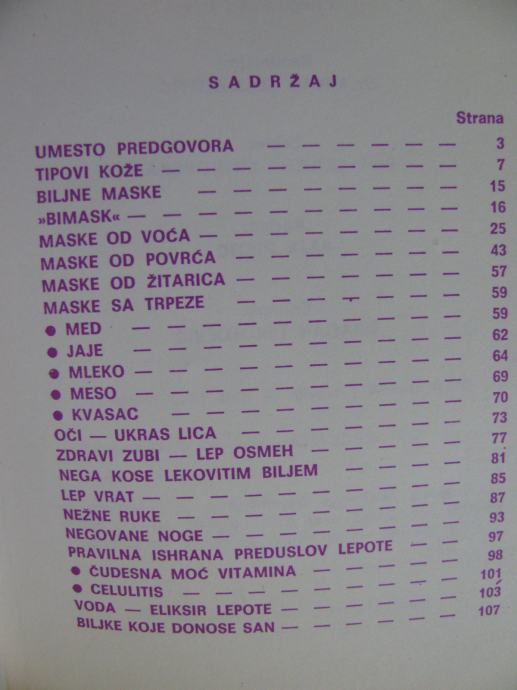 SADRŽAJ
Strana
UMESTO PREDGOVORA — — — — — — 3
TIPOVI KOŽE — — — — — — — — — 7
BILJNE MASKE — — — — — — — — 15
»BIMASK« — — — — — — — — — — 16
MASKE OD VOĆA — — — — — — — — 25
MASKE OD POVRĆA — — — — — — — 43
MASKE OD ŽITARICA — — — — — — — 57
MASKE SA TRPEZE — — — — — — — 59
• MED — — — — — — — — — 59
• JAJE — — — — — — — — — 62
• MLEKO — — — — — — — — — 64
• MESO — — — — — — — — — 69
• KVASAC — — — — — — — — 70
OČI — UKRAS LICA — — — — — — — 73
ZDRAVI ZUBI — LEP OSMEH — — — — — 77
NEGA KOSE LEKOVITIM BILJEM — — — — 81
LEP VRAT — — — — — — — — — 85
NEŽNE RUKE — — — — — — — — 87
NEGOVANE NOGE — — — — — — — 93
PRAVILNA ISHRANA PREDUSLOV LEPOTE — — 97
• ČUDESNA MOĆ VITAMINA — — — — — 98
• CELULITIS — — — — — — — — 101
VODA — ELIKSIR LEPOTE — — — — — — 103
BILJKE KOJE DONOSE SAN — — — — — — 107